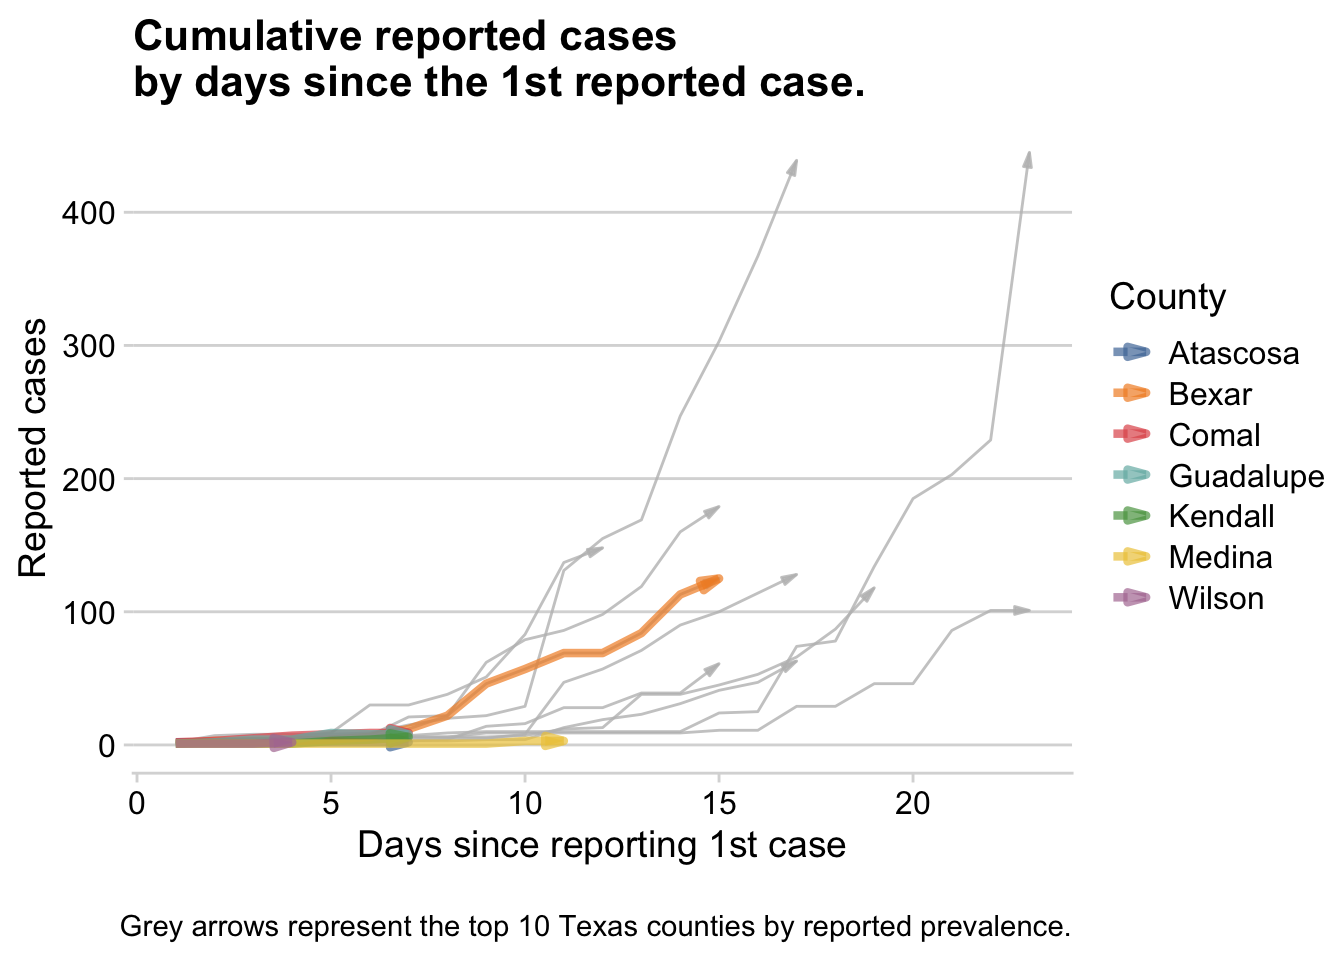 Cumulative reported cases
by days since the 1st reported case.
400
300
200
100
0
Reported cases
0 5 10 15 20
Days since reporting 1st case
County
Atascosa
Bexar
Comal
Guadalupe
Kendall
Medina
Wilson
Grey arrows represent the top 10 Texas counties by reported prevalence.